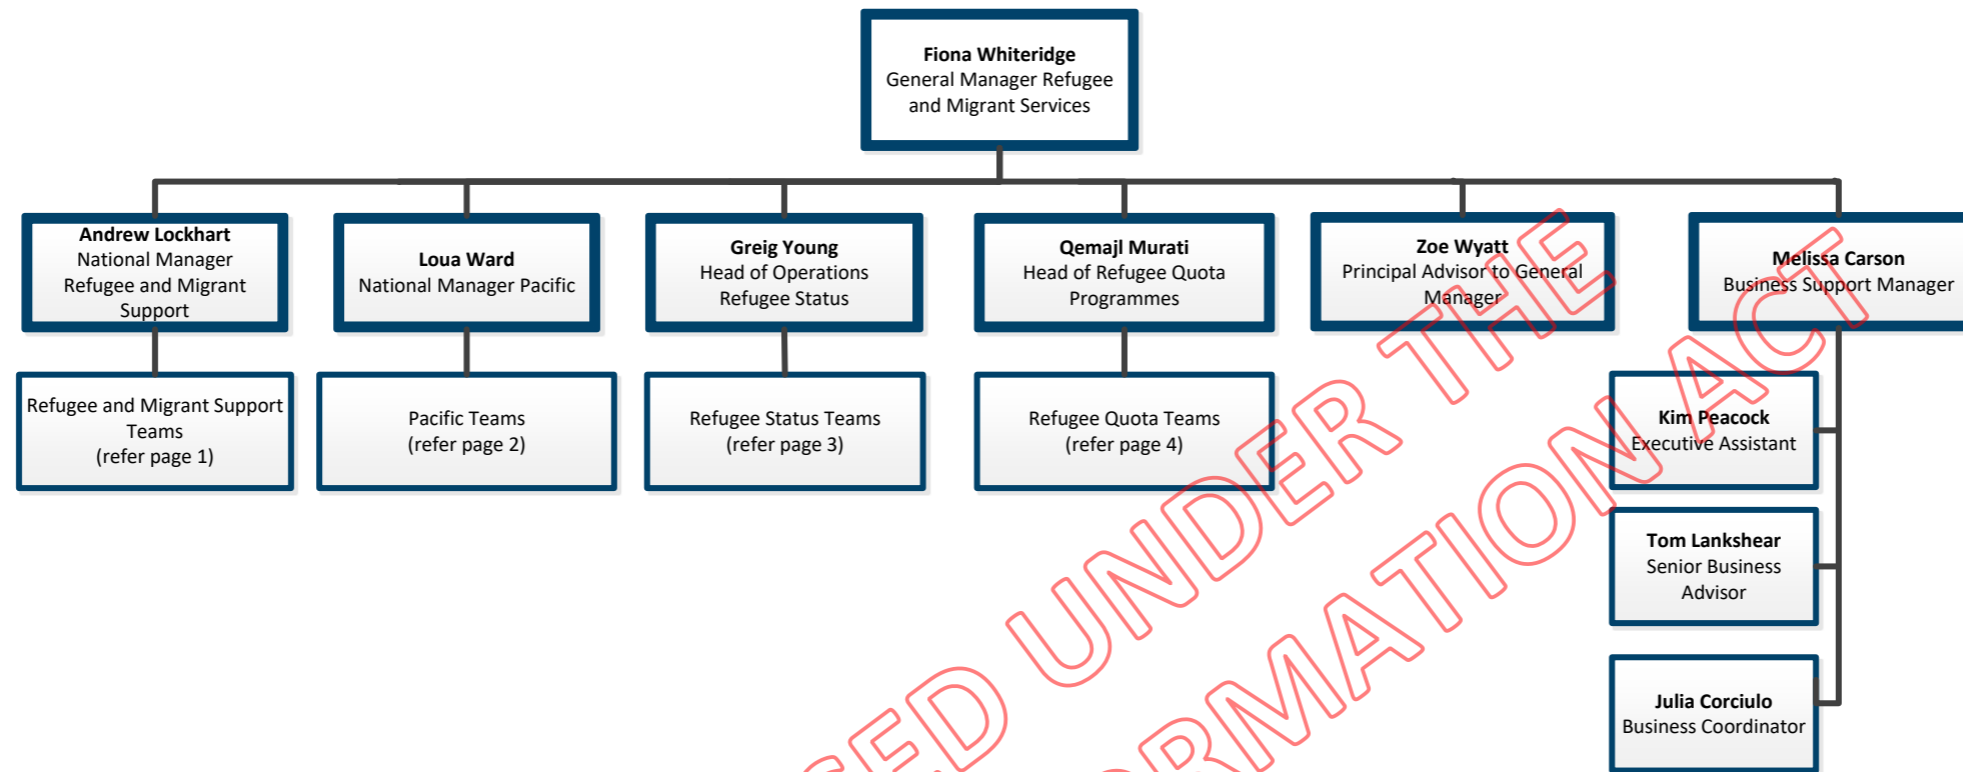 Fiona Whiteridge
General Manager Refugee
and Migrant Services
Andrew Lockhart
National Manager
Refugee and Migrant
Support
Loua Ward
National Manager Pacific
Greig Young
Head of Operations
Refugee Status
Qemajl Murati
Head of Refugee Quota
Programmes
Zoe Wyatt
Principal Advisor to General
Manager
Melissa Carson
Business Support Manager
Refugee and Migrant Support
Teams
(refer page 1)
Pacific Teams
(refer page 2)
Refugee Status Teams
(refer page 3)
Refugee Quota Teams
(refer page 4)
Kim Peacock
Executive Assistant
Tom Lankshear
Senior Business
Advisor
Julia Corciulo
Business Coordinator
SED UNDER THE
RMATION ACT